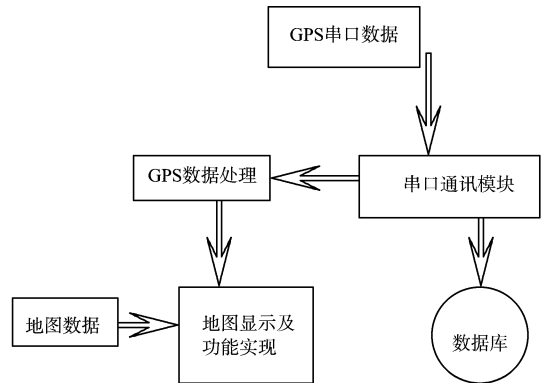 GPS串口数据
GPS数据处理
串口通讯模块
地图数据
地图显示及
功能实现
数据库